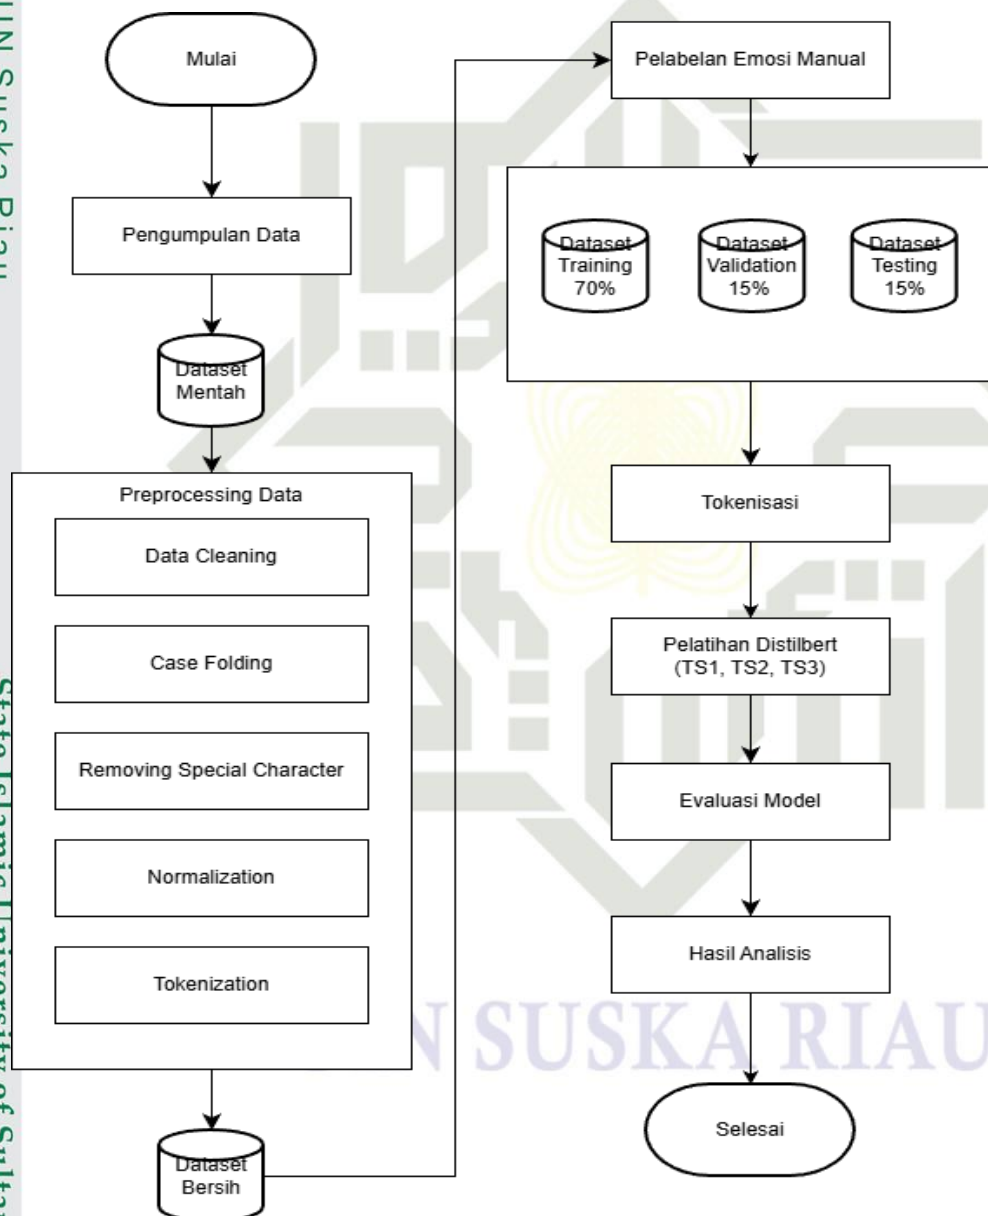 UIN Suska Riau
State Islamic University of Sultan
Mulai
Pengumpulan Data
Dataset
Mentah
Preprocessing Data
Data Cleaning
Case Folding
Removing Special Character
Normalization
Tokenization
Dataset
Bersih
Pelabelan Emosi Manual
Dataset
Training
70%
Dataset
Validation
15%
Dataset
Testing
15%
Tokenisasi
Pelatihan Distilbert
(TS1, TS2, TS3)
Evaluasi Model
Hasil Analisis
N SUSKA RIAU
Selesai